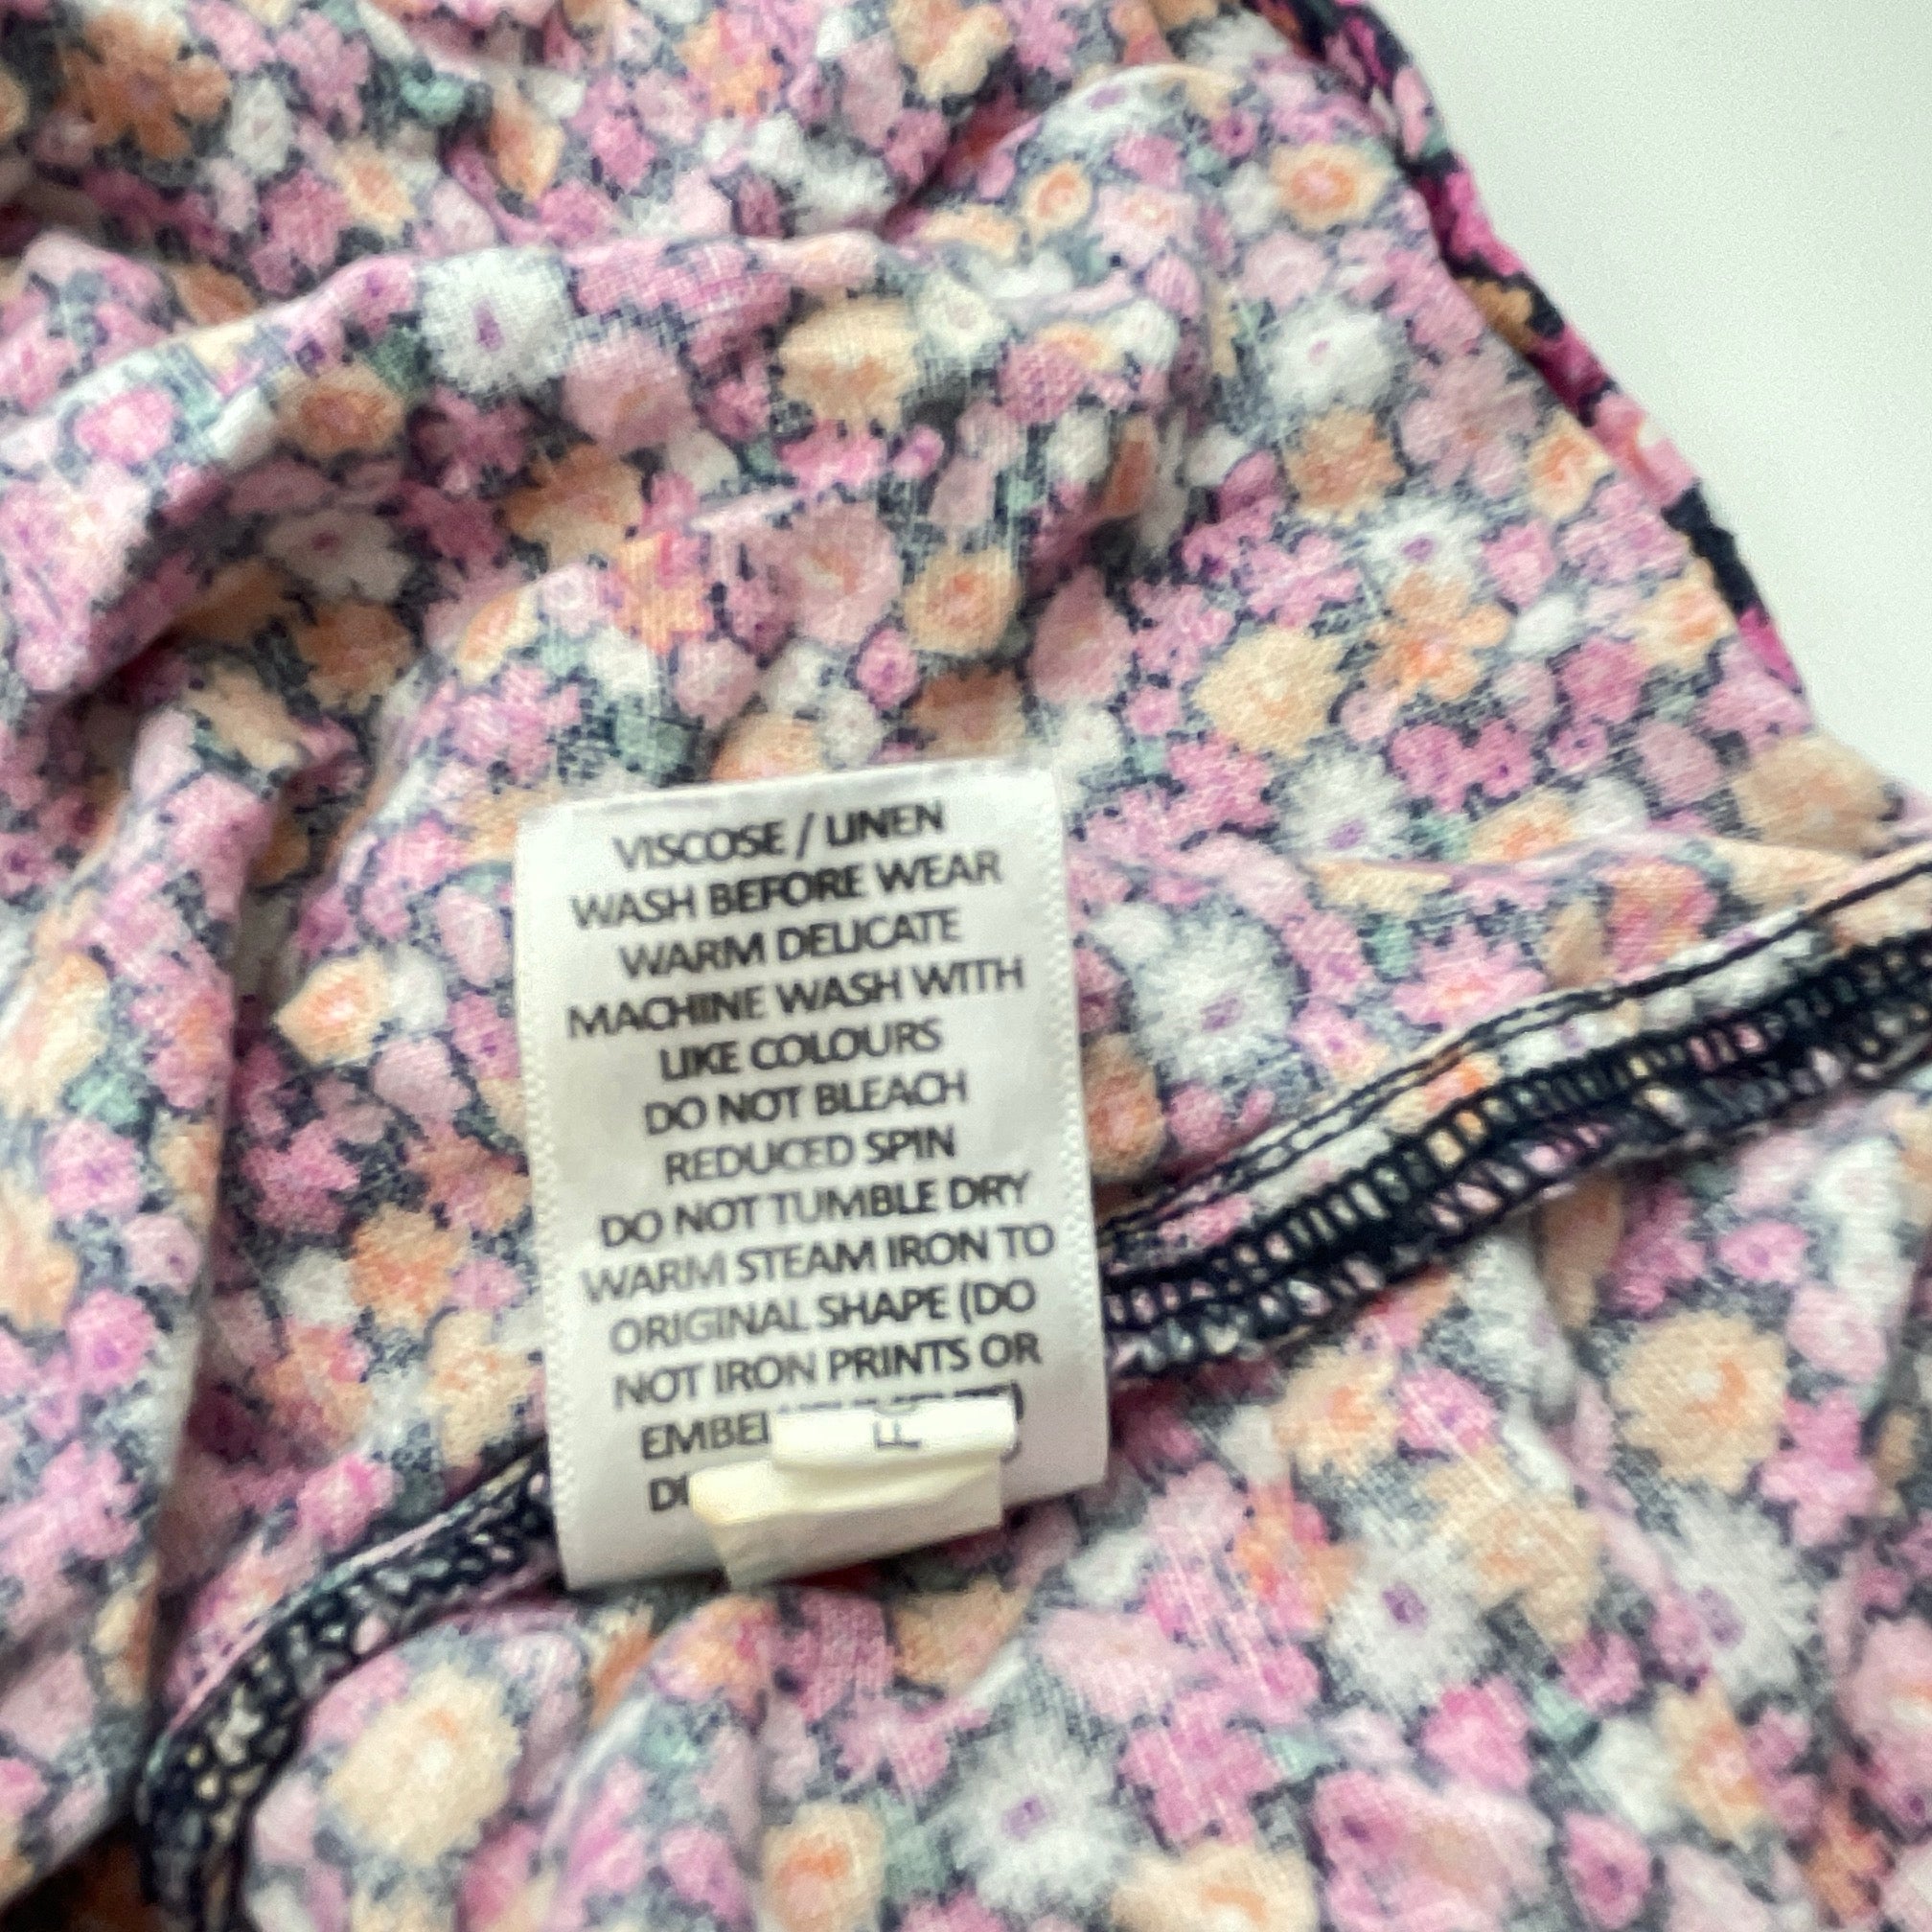 VISCOSE / LINEN
WASH BEFORE WEAR
WARM DELICATE
MACHINE WASH WITH
LIKE COLOURS
DO NOT BLEACH
REDUCED SPIN
DO NOT TUMBLE DRY
WARM STEAM IRON TO
ORIGINAL SHAPE (DO
NOT IRON PRINTS OR